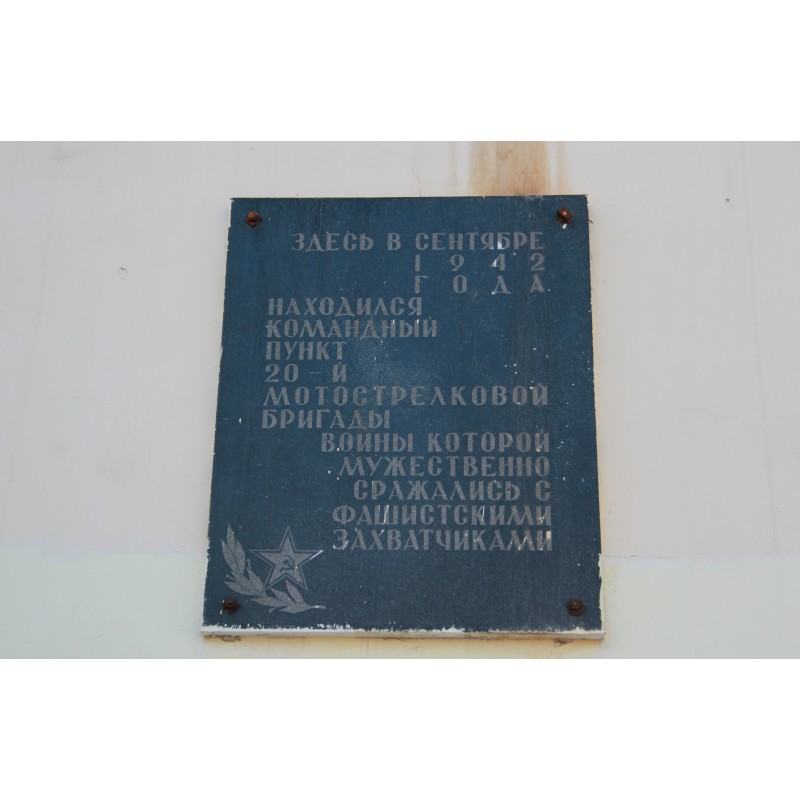 ЗДЕСЬ В СЕНТЯБРЕ
1942
ГОДА
НАХОДИЛСЯ
КОМАНДНЫЙ
ПУНКТ
20-Й
МОТОСТРЕЛКОВОЙ
БРИГАДЫ
ВОИНЫ КОТОРОЙ
МУЖЕСТВЕННО
СРАЖАЛИСЬ С
ФАШИСТСКИМИ
ЗАХВАТЧИКАМИ